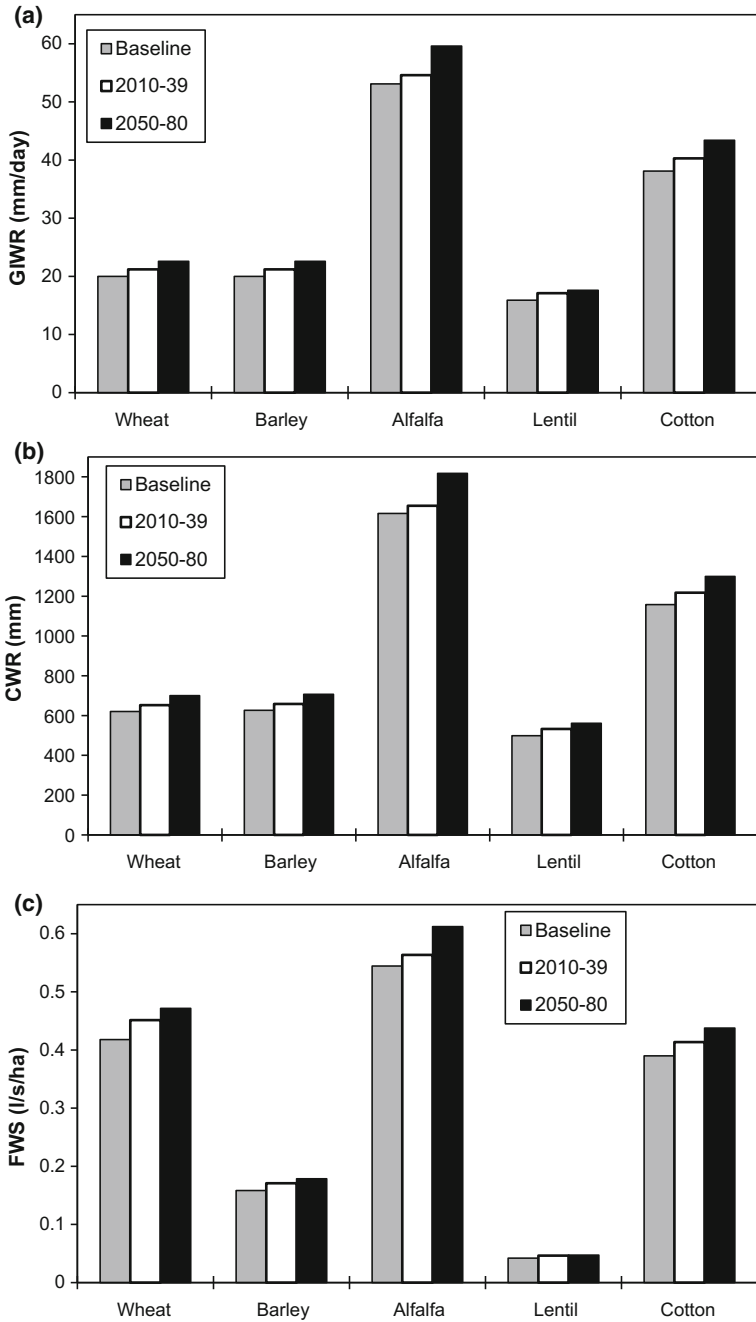 (a)
60
50
40
30
20
10
0
GIWR (mm/day)
Baseline
2010-39
2050-80
Wheat Barley Alfalfa Lentil Cotton
(b)
1800
1600
1400
1200
1000
800
600
400
200
0
CWR (mm)
Baseline
2010-39
2050-80
Wheat Barley Alfalfa Lentil Cotton
(c)
0.6
0.5
0.4
0.3
0.2
0.1
0
FWS (l/s/ha)
Baseline
2010-39
2050-80
Wheat Barley Alfalfa Lentil Cotton